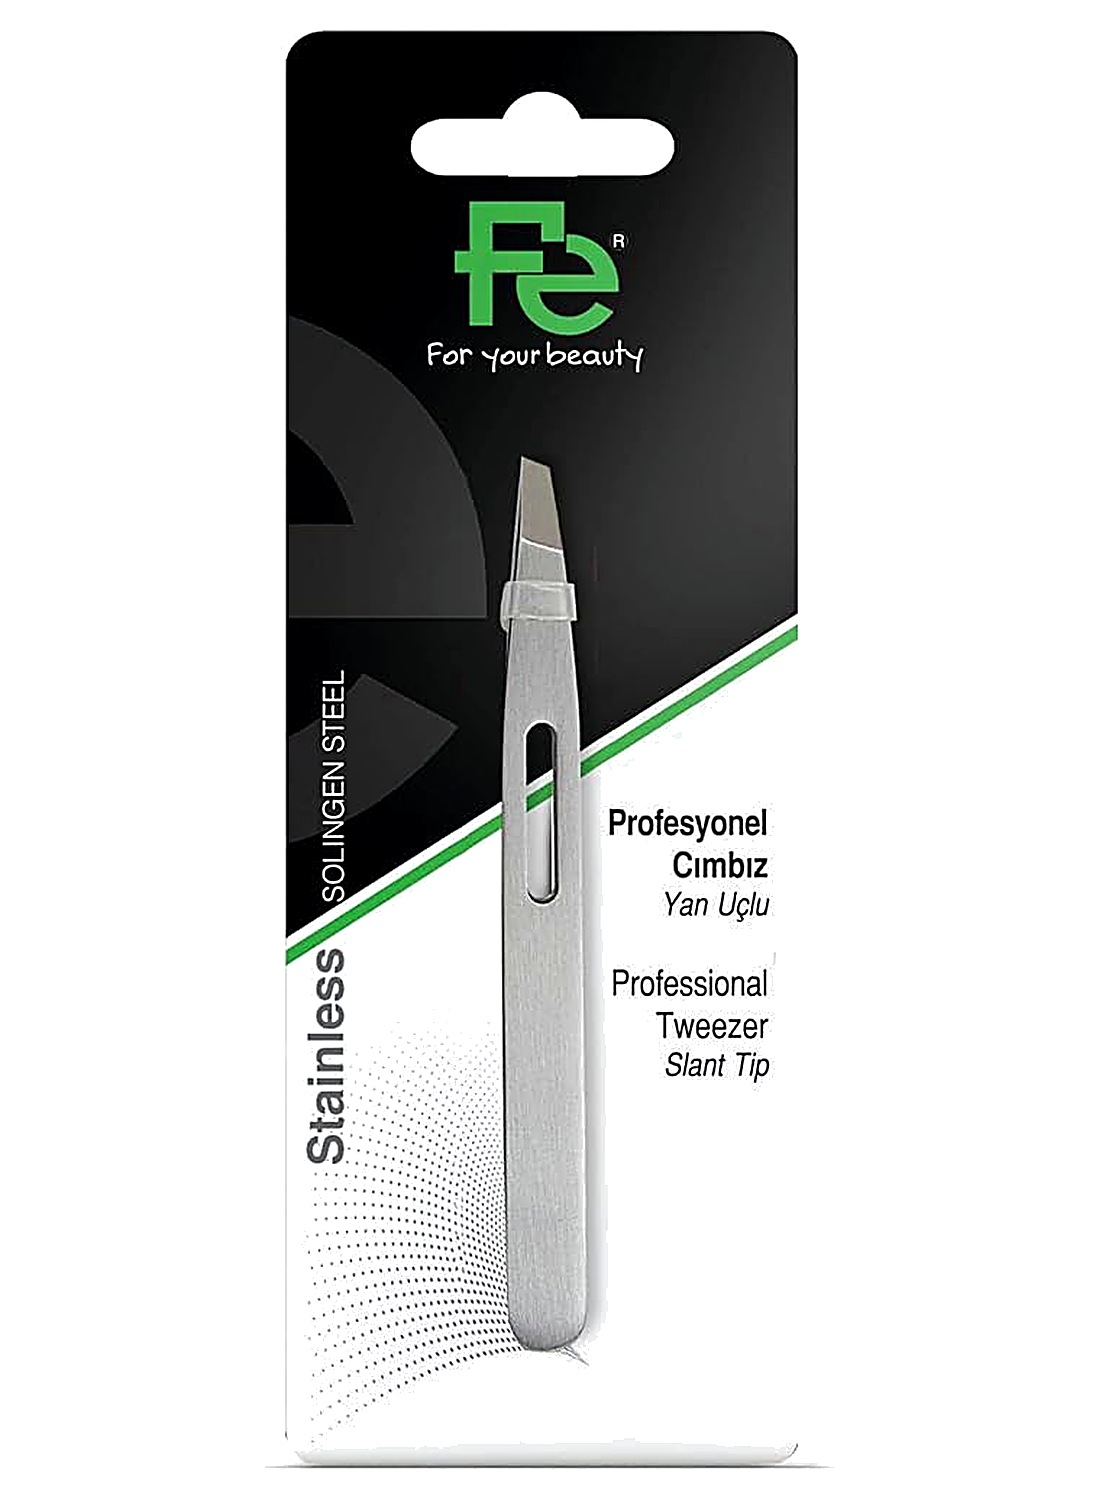 Fe®
For your beauty
Stainless SOLINGEN STEEL
Profesyonel
Cımbız
Yan Uçlu
Professional
Tweezer
Slant Tip